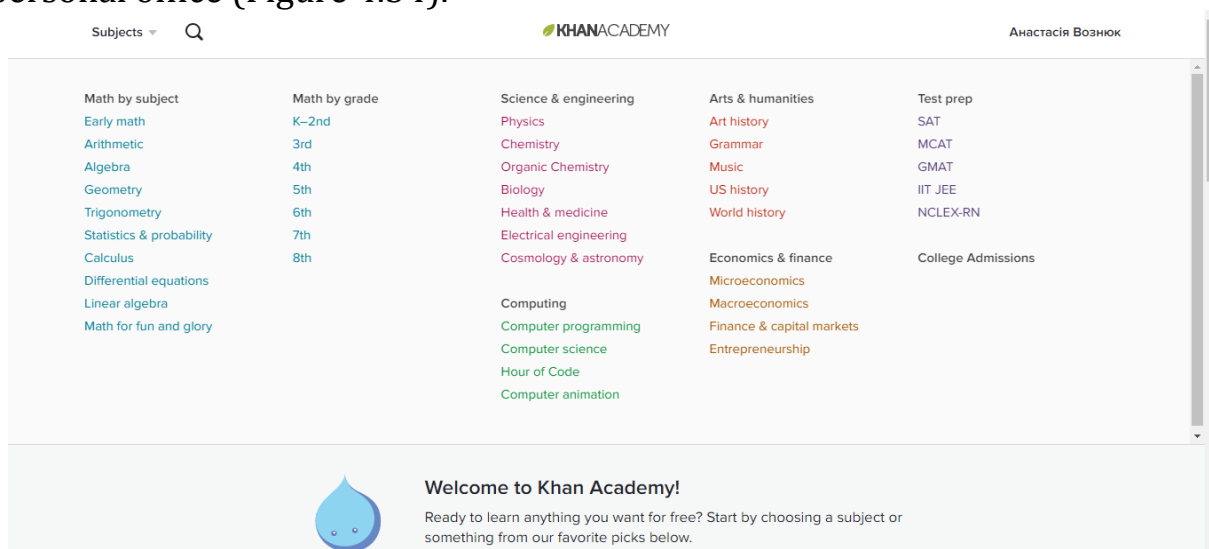 personal office (Figure 4.34).
Subjects
KHANACADEMY
Анастасія Вознюк
Math by subject
Early math
Arithmetic
Algebra
Geometry
Trigonometry
Statistics & probability
Calculus
Differential equations
Linear algebra
Math for fun and glory
Math by grade
K–2nd
3rd
4th
5th
6th
7th
8th
Science & engineering
Physics
Chemistry
Organic Chemistry
Biology
Health & medicine
Electrical engineering
Cosmology & astronomy
Computing
Computer programming
Computer science
Hour of Code
Computer animation
Arts & humanities
Art history
Grammar
Music
US history
World history
Economics & finance
Microeconomics
Macroeconomics
Finance & capital markets
Entrepreneurship
Test prep
SAT
MCAT
GMAT
IIT JEE
NCLEX-RN
College Admissions
Welcome to Khan Academy!
Ready to learn anything you want for free? Start by choosing a subject or
something from our favorite picks below.